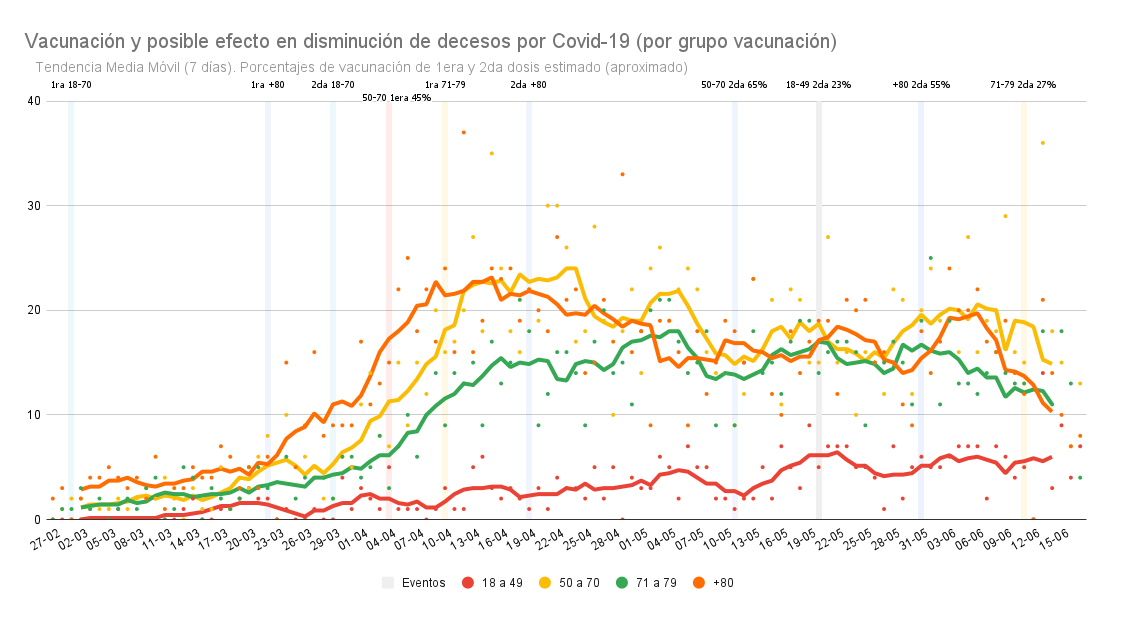 Vacunación y posible efecto en disminución de decesos por Covid-19 (por grupo vacunación)
Tendencia Media Móvil (7 días). Porcentajes de vacunación de 1era y 2da dosis estimado (aproximado)
1ra 18-70 1ra +80 2da 18-70 1ra 71-79 2da +80 50-70 2da 65% 18-49 2da 23% +80 2da 55% 71-79 2da 27%
50-70 1era 45%
40
30
20
10
0
27-02 02-03 05-03 08-03 11-03 14-03 17-03 20-03 23-03 26-03 29-03 01-04 04-04 07-04 10-04 13-04 16-04 19-04 22-04 25-04 28-04 01-05 04-05 07-05 10-05 13-05 16-05 19-05 22-05 25-05 28-05 31-05 03-06 06-06 09-06 12-06 15-06
Eventos 18 a 49 50 a 70 71 a 79 +80